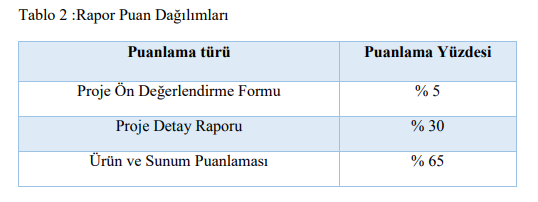 Tablo 2 :Rapor Puan Dağılımları
Puanlama türü Puanlama Yüzdesi
Proje Ön Değerlendirme Formu % 5
Proje Detay Raporu % 30
Ürün ve Sunum Puanlaması % 65